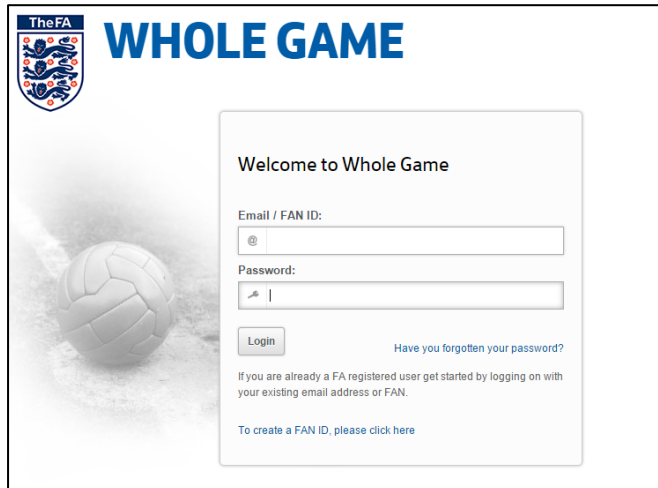 TheFA
WHOLE GAME
Welcome to Whole Game
Email / FAN ID:
@
Password:
Login
Have you forgotten your password?
If you are already a FA registered user get started by logging on with
your existing email address or FAN.
To create a FAN ID, please click here